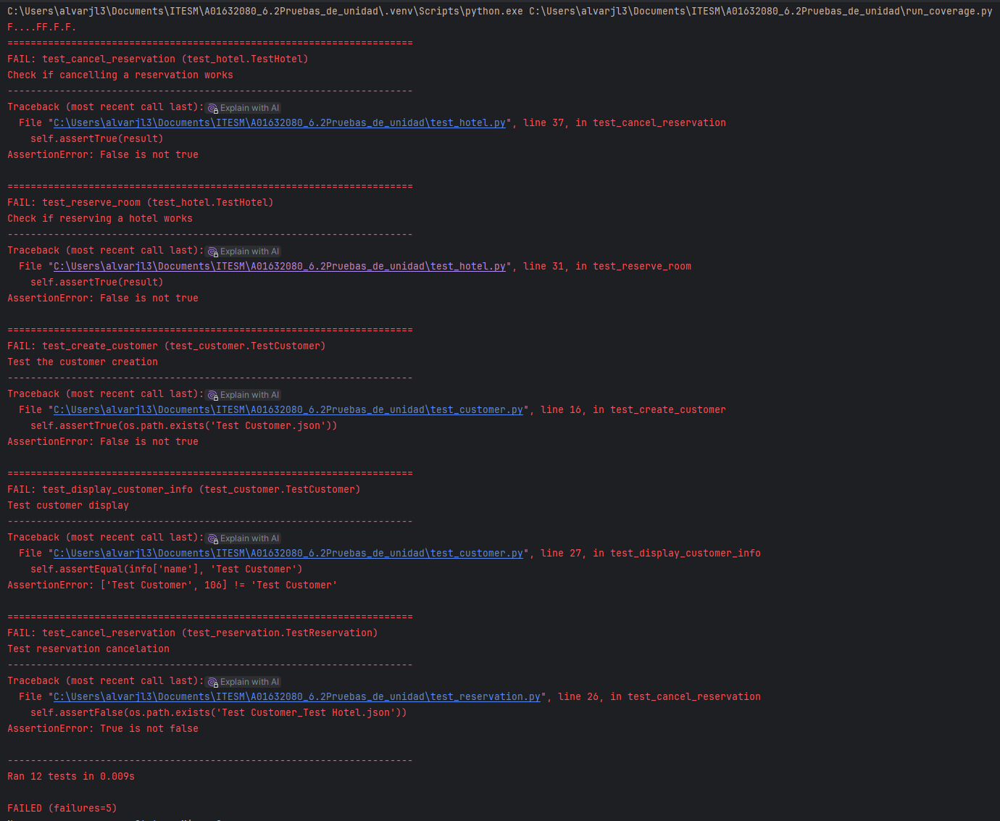 C:\Users\alvarjl3\Documents\ITESM\A01632080_6.2Pruebas_de_unidad\.venv\Scripts\python.exe C:\Users\alvarjl3\Documents\ITESM\A01632080_6.2Pruebas_de_unidad\run_coverage.py
F....FF.F.F.
======================================================================
FAIL: test_cancel_reservation (test_hotel.TestHotel)
Check if cancelling a reservation works
----------------------------------------------------------------------
Traceback (most recent call last): Explain with AI
  File "C:\Users\alvarjl3\Documents\ITESM\A01632080_6.2Pruebas_de_unidad\test_hotel.py", line 37, in test_cancel_reservation
    self.assertTrue(result)
AssertionError: False is not true

======================================================================
FAIL: test_reserve_room (test_hotel.TestHotel)
Check if reserving a hotel works
----------------------------------------------------------------------
Traceback (most recent call last): Explain with AI
  File "C:\Users\alvarjl3\Documents\ITESM\A01632080_6.2Pruebas_de_unidad\test_hotel.py", line 31, in test_reserve_room
    self.assertTrue(result)
AssertionError: False is not true

======================================================================
FAIL: test_create_customer (test_customer.TestCustomer)
Test the customer creation
----------------------------------------------------------------------
Traceback (most recent call last): Explain with AI
  File "C:\Users\alvarjl3\Documents\ITESM\A01632080_6.2Pruebas_de_unidad\test_customer.py", line 16, in test_create_customer
    self.assertTrue(os.path.exists('Test Customer.json'))
AssertionError: False is not true

======================================================================
FAIL: test_display_customer_info (test_customer.TestCustomer)
Test customer display
----------------------------------------------------------------------
Traceback (most recent call last): Explain with AI
  File "C:\Users\alvarjl3\Documents\ITESM\A01632080_6.2Pruebas_de_unidad\test_customer.py", line 27, in test_display_customer_info
    self.assertEqual(info['name'], 'Test Customer')
AssertionError: ['Test Customer', 106] != 'Test Customer'

======================================================================
FAIL: test_cancel_reservation (test_reservation.TestReservation)
Test reservation cancelation
----------------------------------------------------------------------
Traceback (most recent call last): Explain with AI
  File "C:\Users\alvarjl3\Documents\ITESM\A01632080_6.2Pruebas_de_unidad\test_reservation.py", line 26, in test_cancel_reservation
    self.assertFalse(os.path.exists('Test Customer_Test Hotel.json'))
AssertionError: True is not false

----------------------------------------------------------------------
Ran 12 tests in 0.009s

FAILED (failures=5)